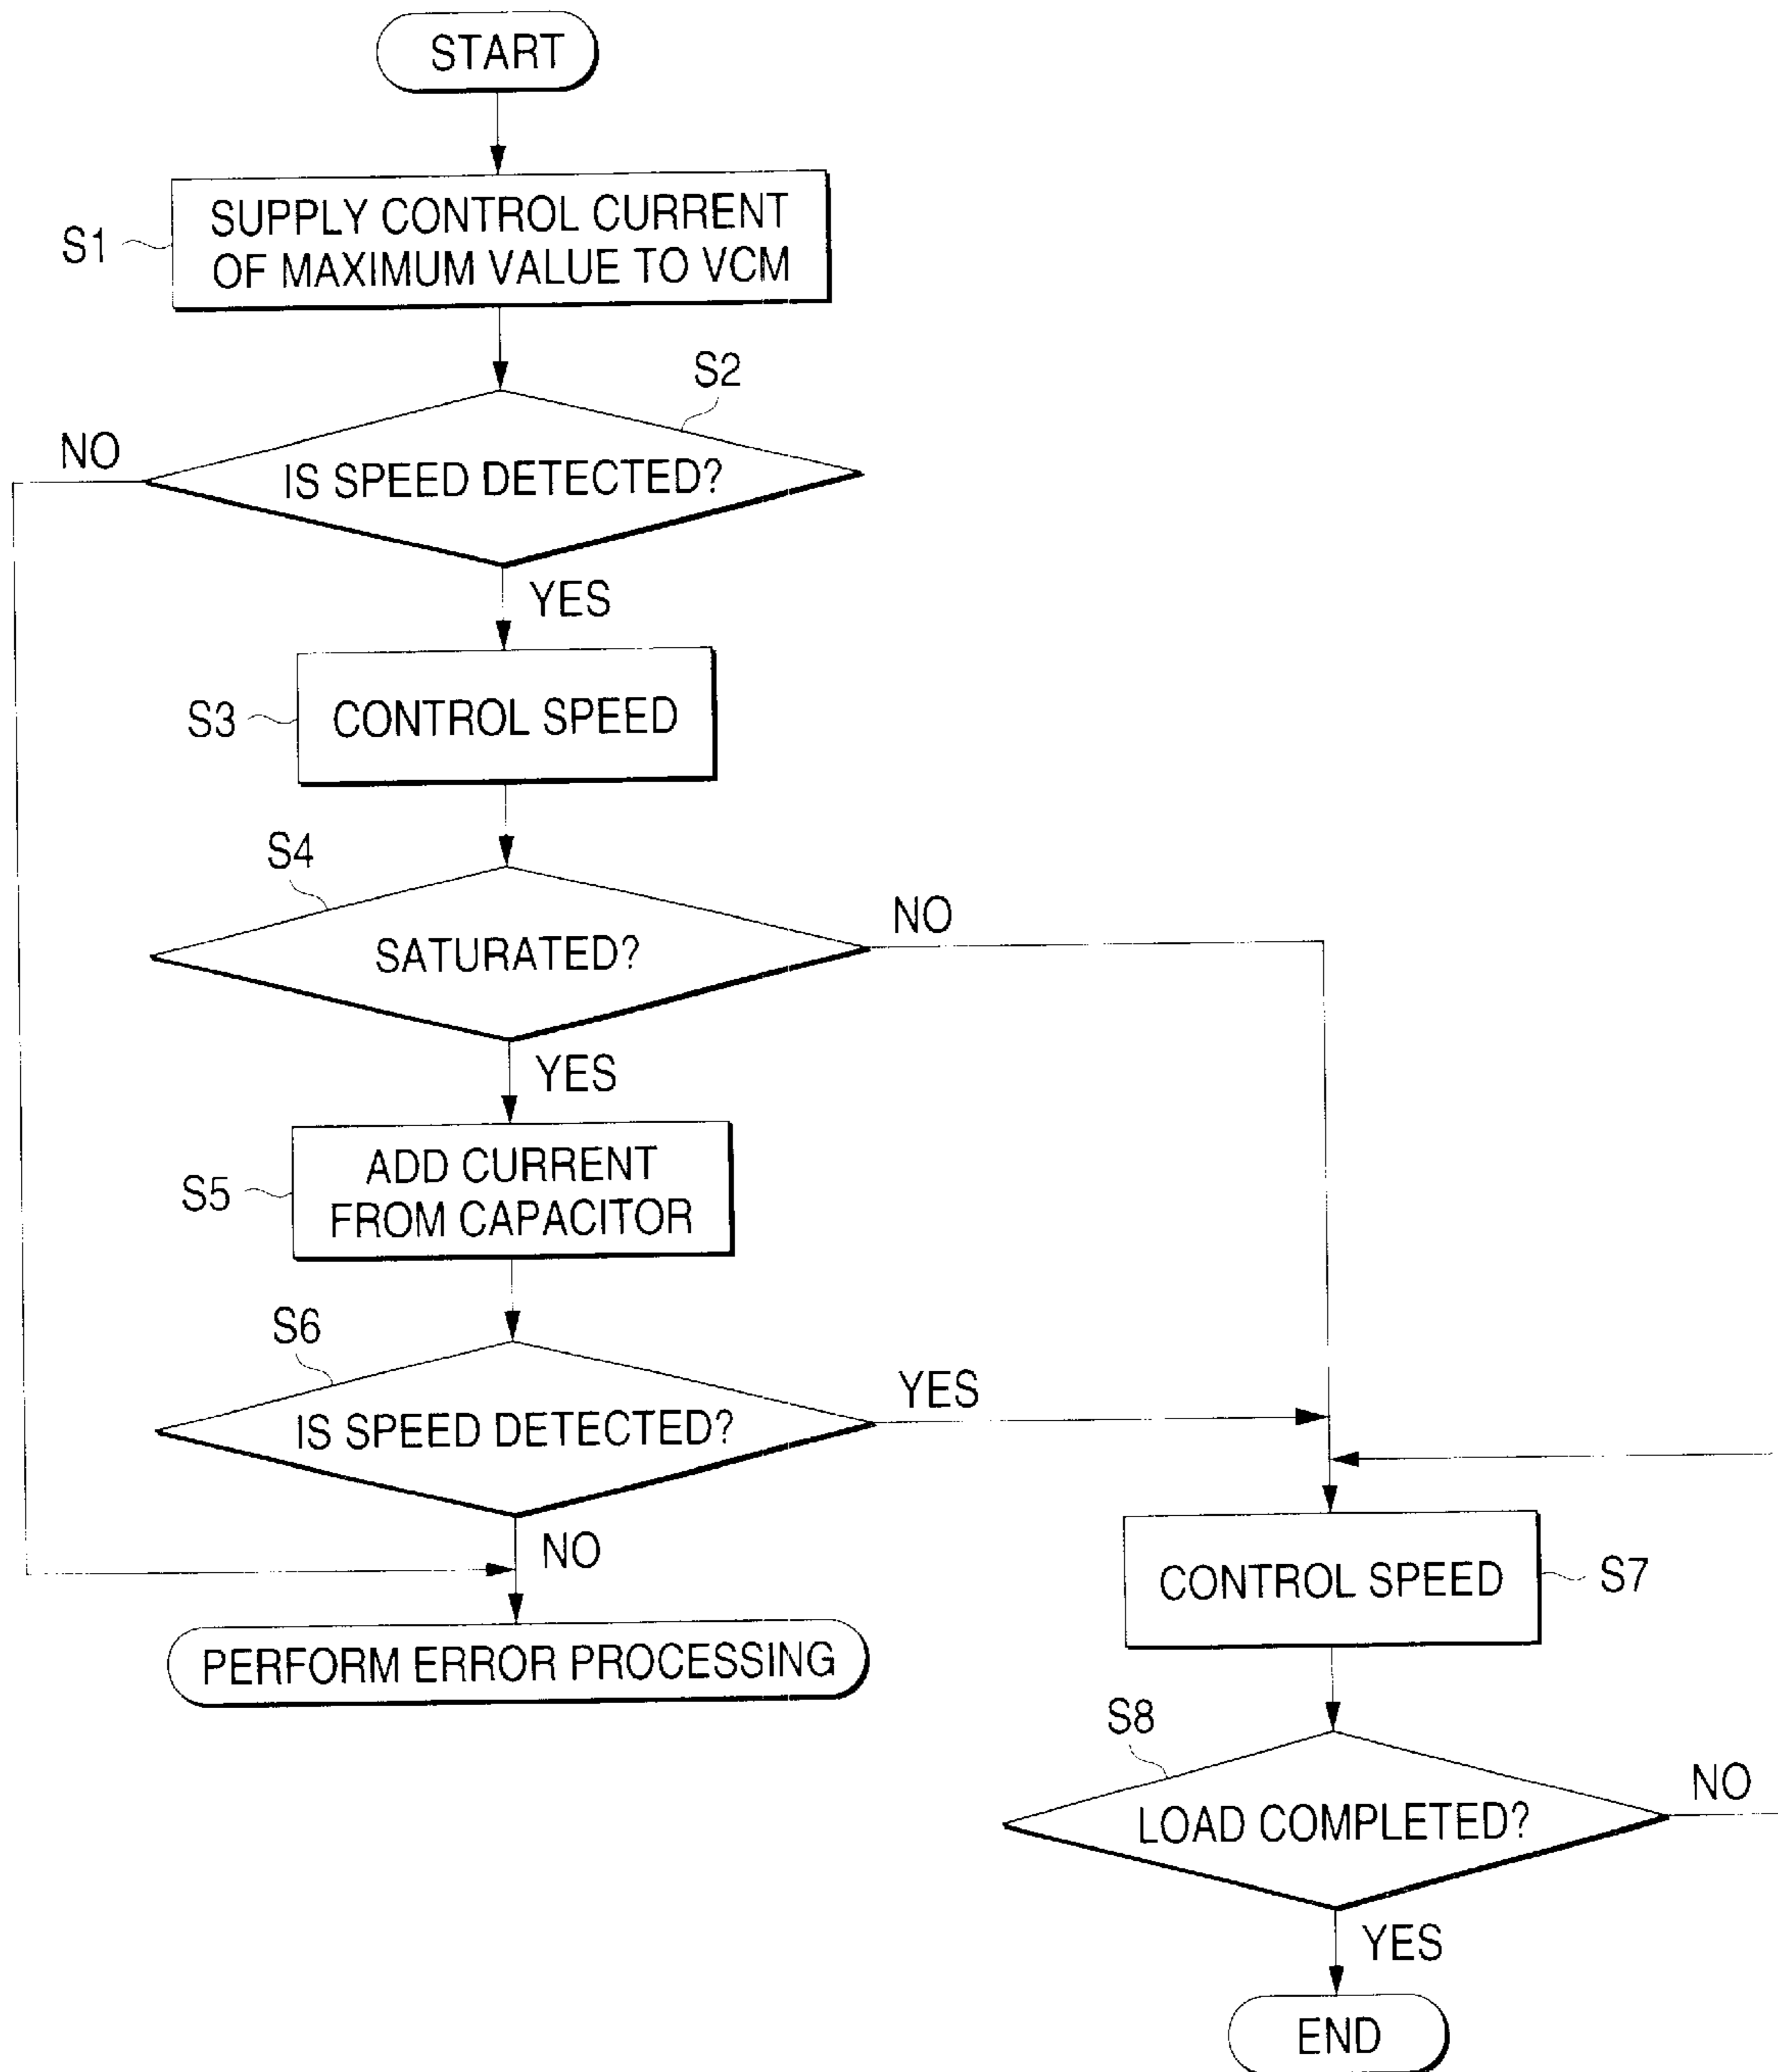 START
S1
SUPPLY CONTROL CURRENT
OF MAXIMUM VALUE TO VCM
S2
NO
IS SPEED DETECTED?
YES
S3
CONTROL SPEED
S4
NO
SATURATED?
YES
S5
ADD CURRENT
FROM CAPACITOR
S6
YES
IS SPEED DETECTED?
NO
PERFORM ERROR PROCESSING
CONTROL SPEED
S7
S8
NO
LOAD COMPLETED?
YES
END